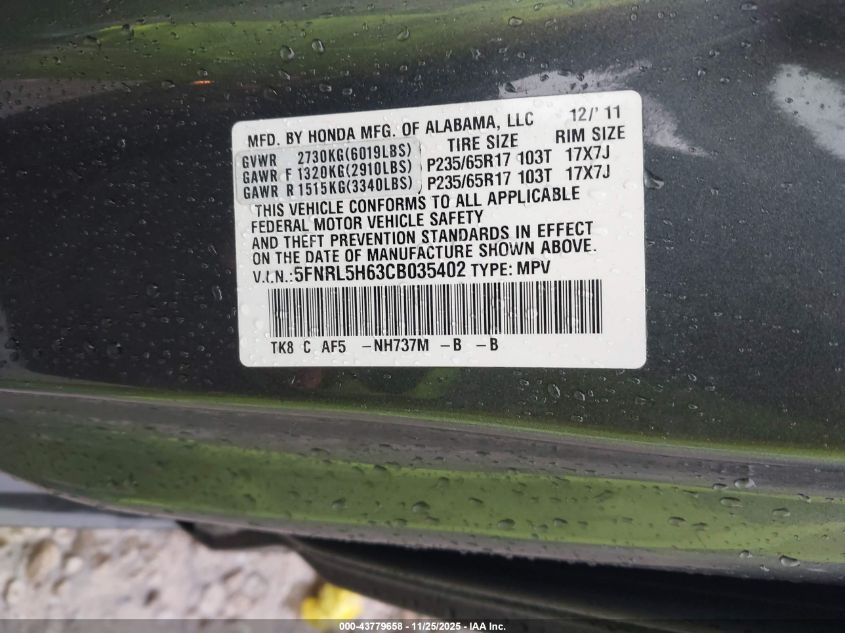 MFD. BY HONDA MFG. OF ALABAMA, LLC 12/'11
GVWR 2730KG(6019LBS) TIRE SIZE RIM SIZE
GAWR F 1320KG(2910LBS) P235/65R17 103T 17X7J
GAWR R 1515KG(3340LBS) P235/65R17 103T 17X7J
THIS VEHICLE CONFORMS TO ALL APPLICABLE
FEDERAL MOTOR VEHICLE SAFETY
AND THEFT PREVENTION STANDARDS IN EFFECT
ON THE DATE OF MANUFACTURE SHOWN ABOVE.
V.I.N.: 5FNRL5H63CB035402 TYPE: MPV
TK8 C AF5 -NH737M -B -B
000-43779658 - 11/25/2025 - IAA Inc.